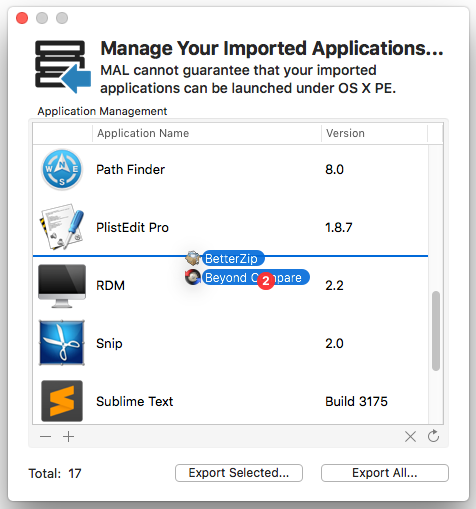 Manage Your Imported Applications...
MAL cannot guarantee that your imported
applications can be launched under OS X PE.
Application Management
Application Name Version
Path Finder 8.0
PlistEdit Pro 1.8.7
BetterZip
Beyond Compare
2
RDM 2.2
Snip 2.0
Sublime Text Build 3175
Total: 17 Export Selected... Export All...